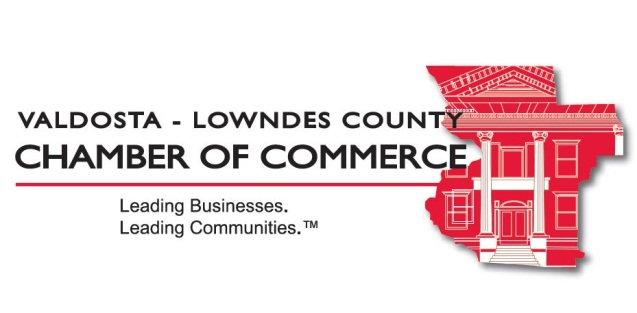 VALDOSTA - LOWNDES COUNTY
CHAMBER OF COMMERCE
Leading Businesses.
Leading Communities.™